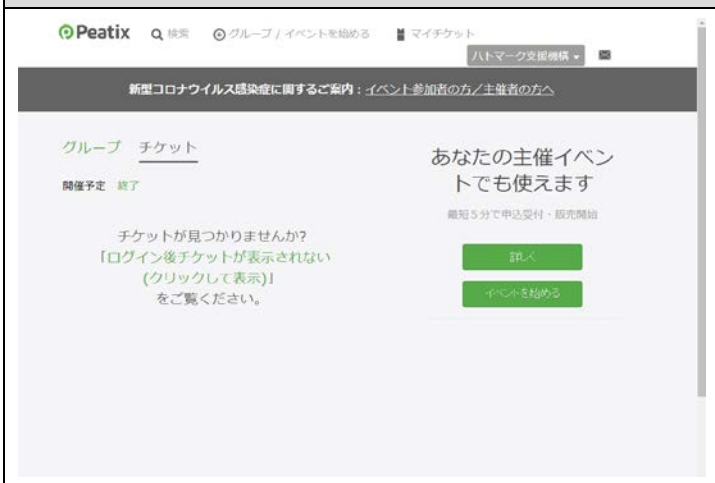 Peatix 検索 グループ / イベントを始める マイチケット
ハトマーク支援機構
新型コロナウイルス感染症に関するご案内：イベント参加者の方／主催者の方へ
グループ チケット
開催予定 終了
チケットが見つかりませんか?
「ログイン後チケットが表示されない
(クリックして表示)」
をご覧ください。
あなたの主催イベン
トでも使えます
最短5分で申込受付・販売開始
詳しく
イベントを始める